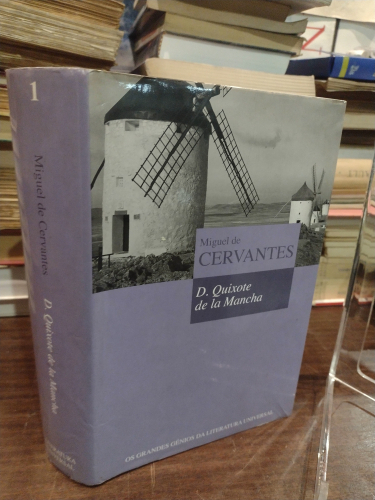 1
Miguel de Cervantes
D. Quixote de la Mancha
Miguel de
CERVANTES
D. Quixote
de la Mancha
OS GRANDES GÉNIOS DA LITERATURA UNIVERSAL